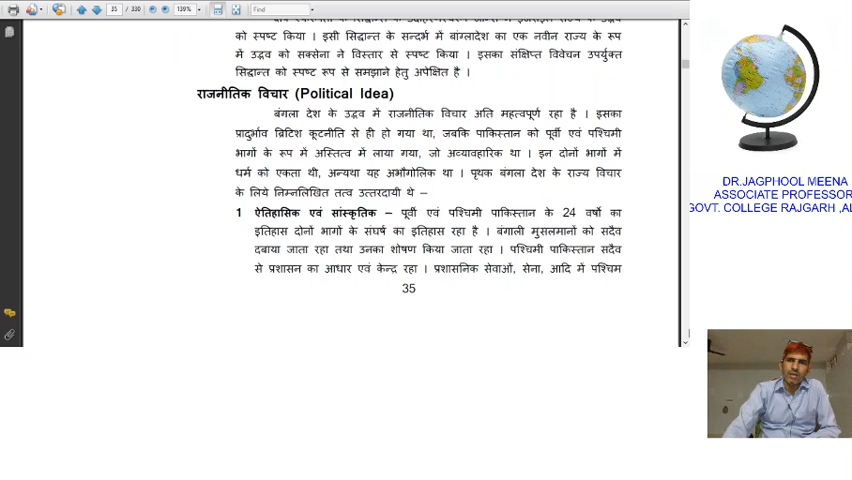 35 / 330
139%
Find
को स्पष्ट किया । इसी सिद्धान्त के सन्दर्भ में बांग्लादेश का एक नवीन राज्य के रूप
में उद्भव को सक्सेना ने विस्तार से स्पष्ट किया । इसका संक्षिप्त विवेचन उपर्युक्त
सिद्धान्त को स्पष्ट रूप से समझाने हेतु अपेक्षित है ।
राजनीतिक विचार (Political Idea)
बंगला देश के उद्भव में राजनीतिक विचार अति महत्वपूर्ण रहा है । इसका
प्रादुर्भाव ब्रिटिश कूटनीति से ही हो गया था, जबकि पाकिस्तान को पूर्वी एवं पश्चिमी
भागों के रूप में अस्तित्व में लाया गया, जो अव्यावहारिक था । इन दोनों भागों में
धर्म को एकता थी, अन्यथा यह अभौगोलिक था । पृथक बंगला देश के राज्य विचार
के लिये निम्नलिखित तत्व उत्तरदायी थे –
1 ऐतिहासिक एवं सांस्कृतिक – पूर्वी एवं पश्चिमी पाकिस्तान के 24 वर्षो का
इतिहास दोनों भागों के संघर्ष का इतिहास रहा है । बंगाली मुसलमानों को सदैव
दबाया जाता रहा तथा उनका शोषण किया जाता रहा । पश्चिमी पाकिस्तान सदैव
से प्रशासन का आधार एवं केन्द्र रहा । प्रशासनिक सेवाओं, सेना, आदि में पश्चिम
35
DR.JAGPHOOL MEENA
ASSOCIATE PROFESSOR
GOVT. COLLEGE RAJGARH ,AL